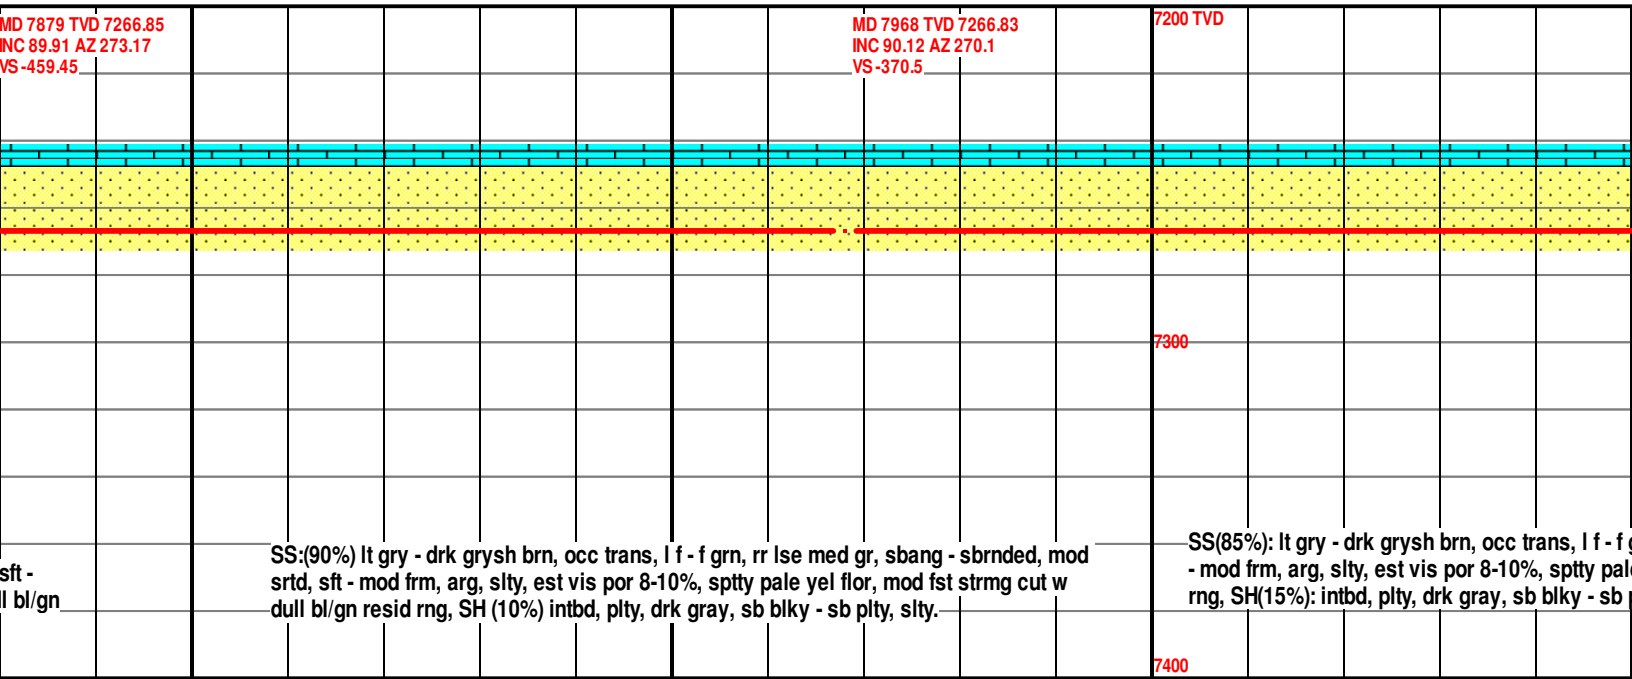 MD 7879 TVD 7266.85
INC 89.91 AZ 273.17
VS -459.45
MD 7968 TVD 7266.83
INC 90.12 AZ 270.1
VS -370.5
7200 TVD
7300
sft -
ll bl/gn
SS:(90%) lt gry - drk grysh brn, occ trans, l f - f grn, rr lse med gr, sbang - sbrnded, mod
srtd, sft - mod frm, arg, slty, est vis por 8-10%, sptty pale yel flor, mod fst strmg cut w
dull bl/gn resid rng, SH (10%) intbd, plty, drk gray, sb blky - sb plty, slty.
SS(85%): lt gry - drk grysh brn, occ trans, l f - f g
- mod frm, arg, slty, est vis por 8-10%, sptty pale
rng, SH(15%): intbd, plty, drk gray, sb blky - sb p
7400